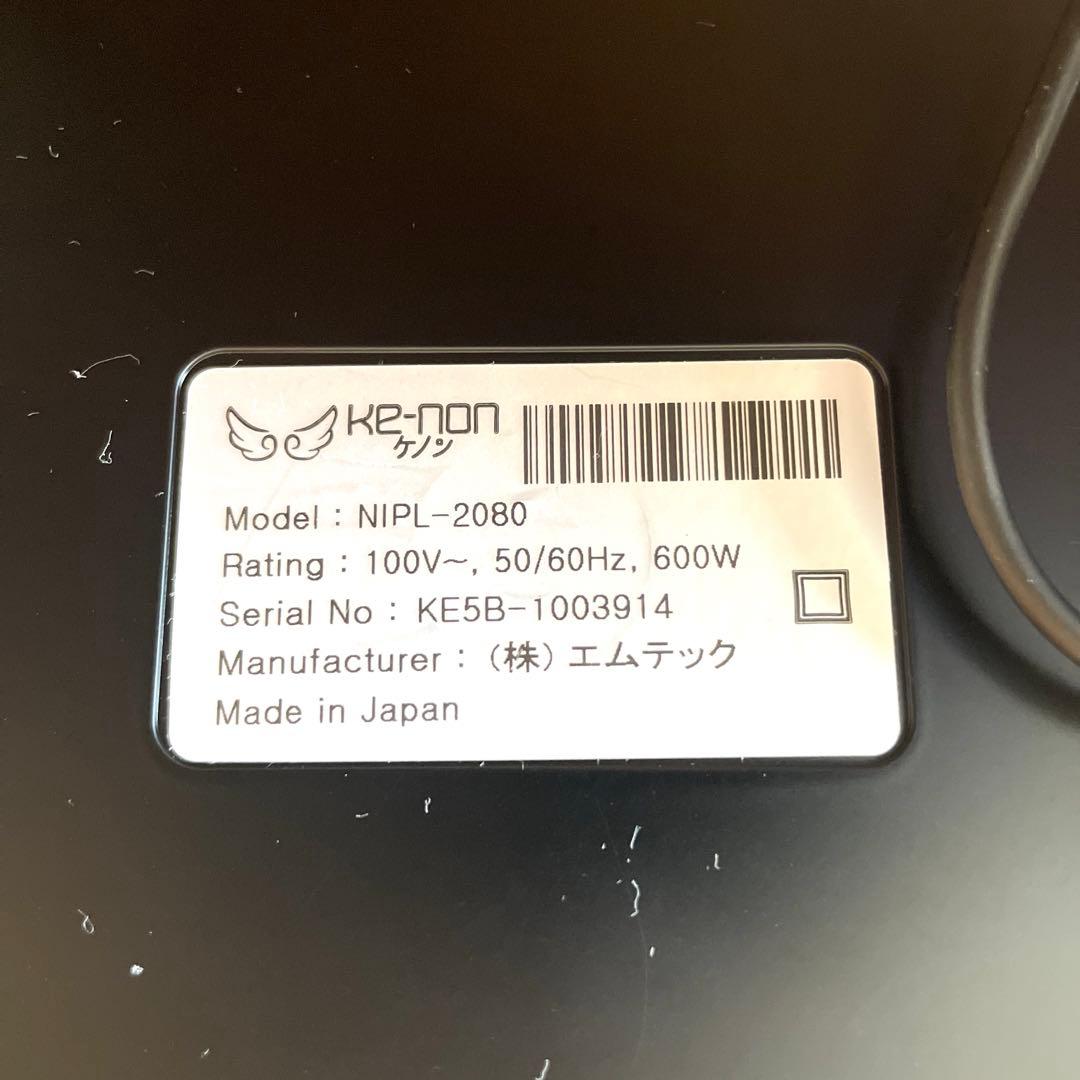 Ke-non
ケノン
Model : NIPL-2080
Rating : 100V~, 50/60Hz, 600W
Serial No : KE5B-1003914
Manufacturer : (株) エムテック
Made in Japan